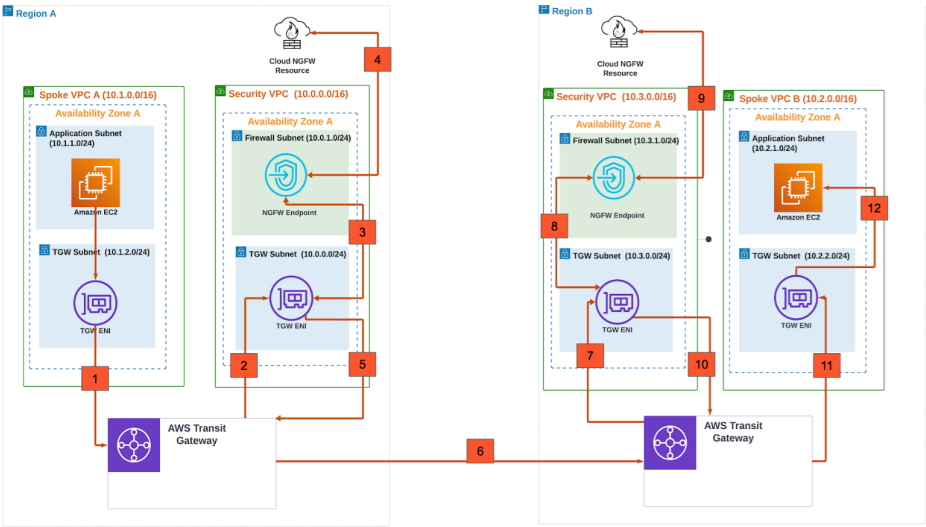 Region A
Cloud NGFW
Resource
4
Spoke VPC A (10.1.0.0/16)
Availability Zone A
Application Subnet
(10.1.1.0/24)
Amazon EC2
TGW Subnet (10.1.2.0/24)
TGW ENI
1
Security VPC (10.0.0.0/16)
Availability Zone A
Firewall Subnet (10.0.1.0/24)
NGFW Endpoint
3
TGW Subnet (10.0.0.0/24)
TGW ENI
2
5
AWS Transit
Gateway
6
Region B
Cloud NGFW
Resource
9
Security VPC (10.3.0.0/16)
Availability Zone A
Firewall Subnet (10.3.1.0/24)
NGFW Endpoint
8
TGW Subnet (10.3.0.0/24)
TGW ENI
7
10
Spoke VPC B (10.2.0.0/16)
Availability Zone A
Application Subnet
(10.2.1.0/24)
Amazon EC2
12
TGW Subnet (10.2.2.0/24)
TGW ENI
11
AWS Transit
Gateway